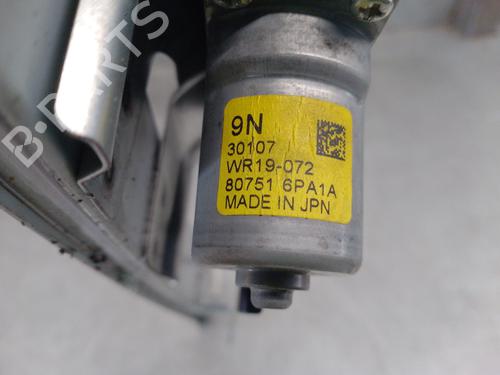 B-PARTS
9N
30107
WR19-072
80751 6PA1A
MADE IN JPN